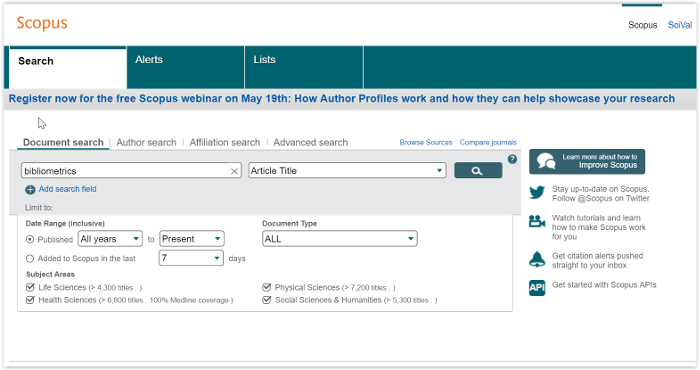 Scopus
Scopus SciVal
Search Alerts Lists
Register now for the free Scopus webinar on May 19th: How Author Profiles work and how they can help showcase your research
Document search | Author search | Affiliation search | Advanced search Browse Sources Compare journals
?
bibliometrics Article Title
Add search field
Limit to:
Date Range (inclusive) Document Type
Published All years to Present ALL
Added to Scopus in the last 7 days
Subject Areas
Life Sciences (> 4,300 titles . ) Physical Sciences (> 7,200 titles . )
Health Sciences (> 6,800 titles . 100% Medline coverage ) Social Sciences & Humanities (> 5,300 titles . )
Learn more about how to
Improve Scopus
Stay up-to-date on Scopus.
Follow @Scopus on Twitter
Watch tutorials and learn
how to make Scopus work
for you
Get citation alerts pushed
straight to your inbox
API Get started with Scopus APIs